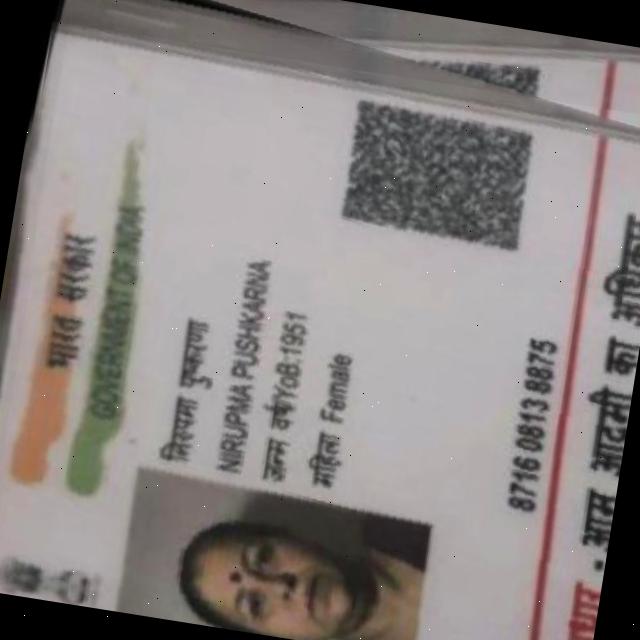 भारत सरकार
GOVERNMENT OF INDIA
निरुपमा पुष्करणा
NIRUPMA PUSHKARNA
जन्म वर्ष/YoB:1951
महिला Female
8716 0813 8875
- आम आदमी का अधिकार